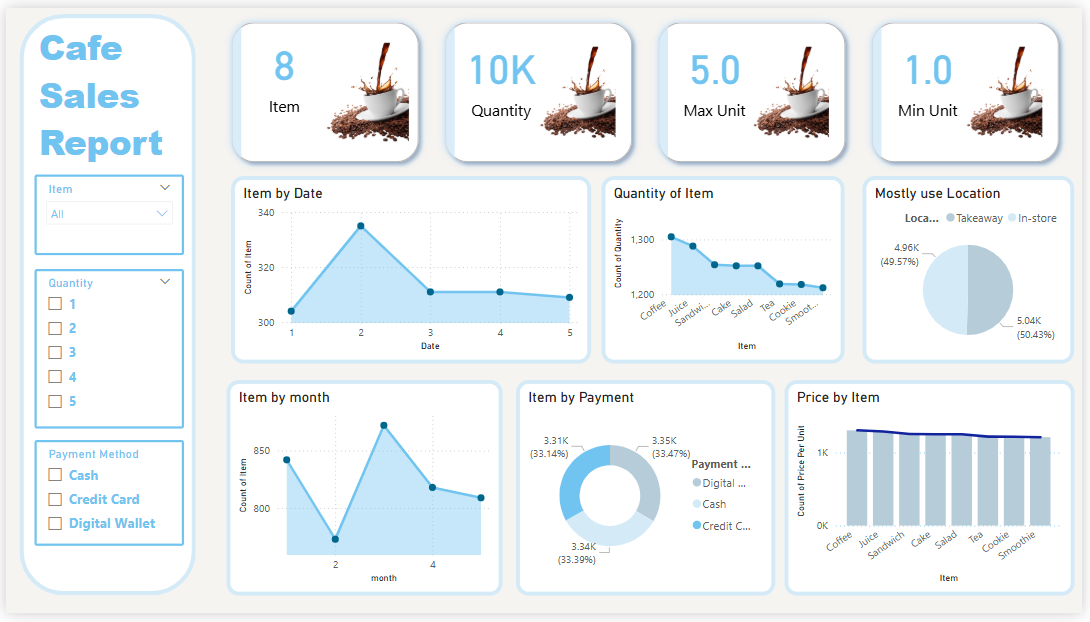 Cafe
Sales
Report
Item
All
Quantity
1
2
3
4
5
Payment Method
Cash
Credit Card
Digital Wallet
8
Item
10K
Quantity
5.0
Max Unit
1.0
Min Unit
Item by Date
Count of Item
340
320
300
1 2 3 4 5
Date
Quantity of Item
Count of Quantity
1,300
1,200
Coffee Juice Sandwi... Cake Salad Tea Cookie Smoot...
Item
Mostly use Location
Loca... Takeaway In-store
4.96K
(49.57%)
5.04K
(50.43%)
Item by month
Count of Item
850
800
2 4
month
Item by Payment
3.31K
(33.14%)
3.35K
(33.47%)
3.34K
(33.39%)
Payment ...
Digital ...
Cash
Credit C...
Price by Item
Count of Price Per Unit
1K
0K
Coffee Juice Sandwich Cake Salad Tea Cookie Smoothie
Item